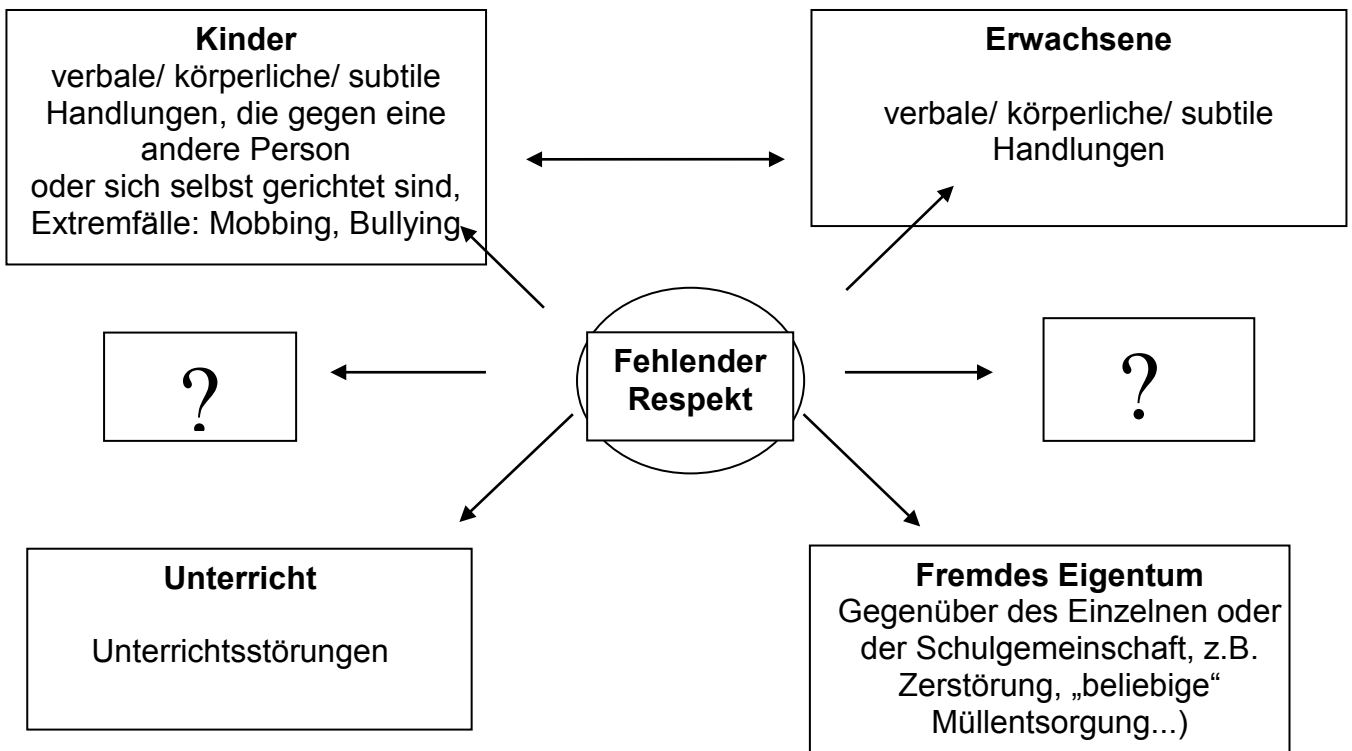 Kinder
verbale/ körperliche/ subtile
Handlungen, die gegen eine
andere Person
oder sich selbst gerichtet sind,
Extremfälle: Mobbing, Bullying
Erwachsene
verbale/ körperliche/ subtile
Handlungen
?
Fehlender
Respekt
?
Unterricht
Unterrichtsstörungen
Fremdes Eigentum
Gegenüber des Einzelnen oder
der Schulgemeinschaft, z.B.
Zerstörung, „beliebige“
Müllentsorgung...)